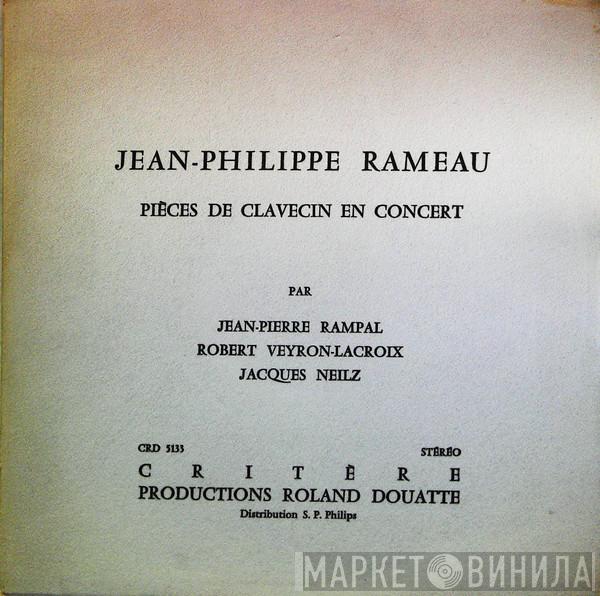 JEAN-PHILIPPE RAMEAU
PIÈCES DE CLAVECIN EN CONCERT
PAR
JEAN-PIERRE RAMPAL
ROBERT VEYRON-LACROIX
JACQUES NEILZ
CRD 5133 STÉRÉO
CRITÈRE
PRODUCTIONS ROLAND DOUATTE
Distribution S. P. Philips
МАРКЕТ ВИНИЛА